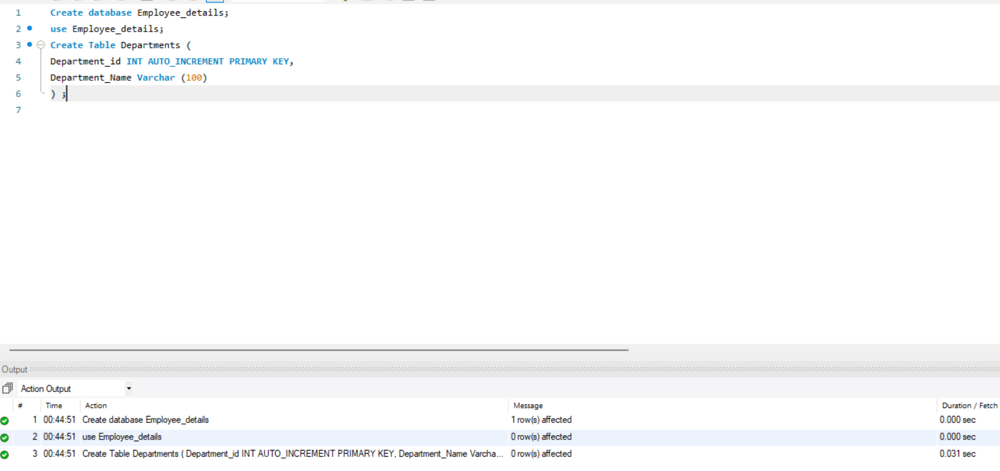 1 Create database Employee_details;
2 use Employee_details;
3 Create Table Departments (
4 Department_id INT AUTO_INCREMENT PRIMARY KEY,
5 Department_Name Varchar (100)
6 ) ;
7
Output
Action Output
# Time Action Message Duration / Fetch
1 00:44:51 Create database Employee_details 1 row(s) affected 0.000 sec
2 00:44:51 use Employee_details 0 row(s) affected 0.000 sec
3 00:44:51 Create Table Departments ( Department_id INT AUTO_INCREMENT PRIMARY KEY, Department_Name Varcha... 0 row(s) affected 0.031 sec